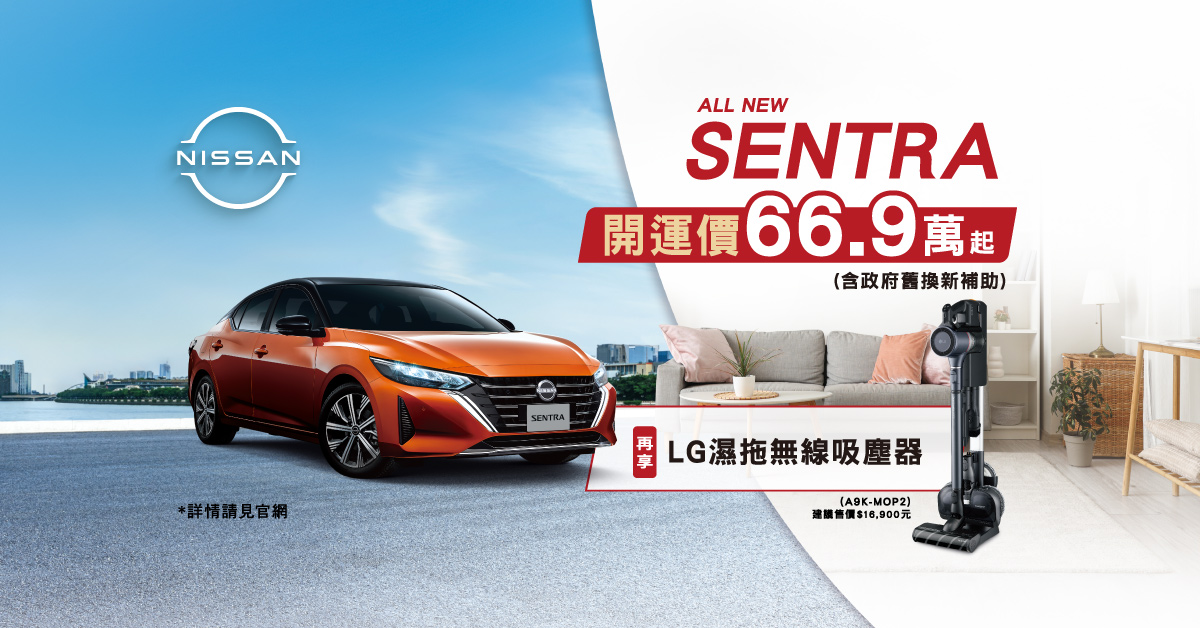 NISSAN
ALL NEW
SENTRA
開運價66.9萬起
(含政府舊換新補助)
SENTRA
再享
LG濕拖無線吸塵器
(A9K-MOP2)
建議售價$16,900元
*詳情請見官網